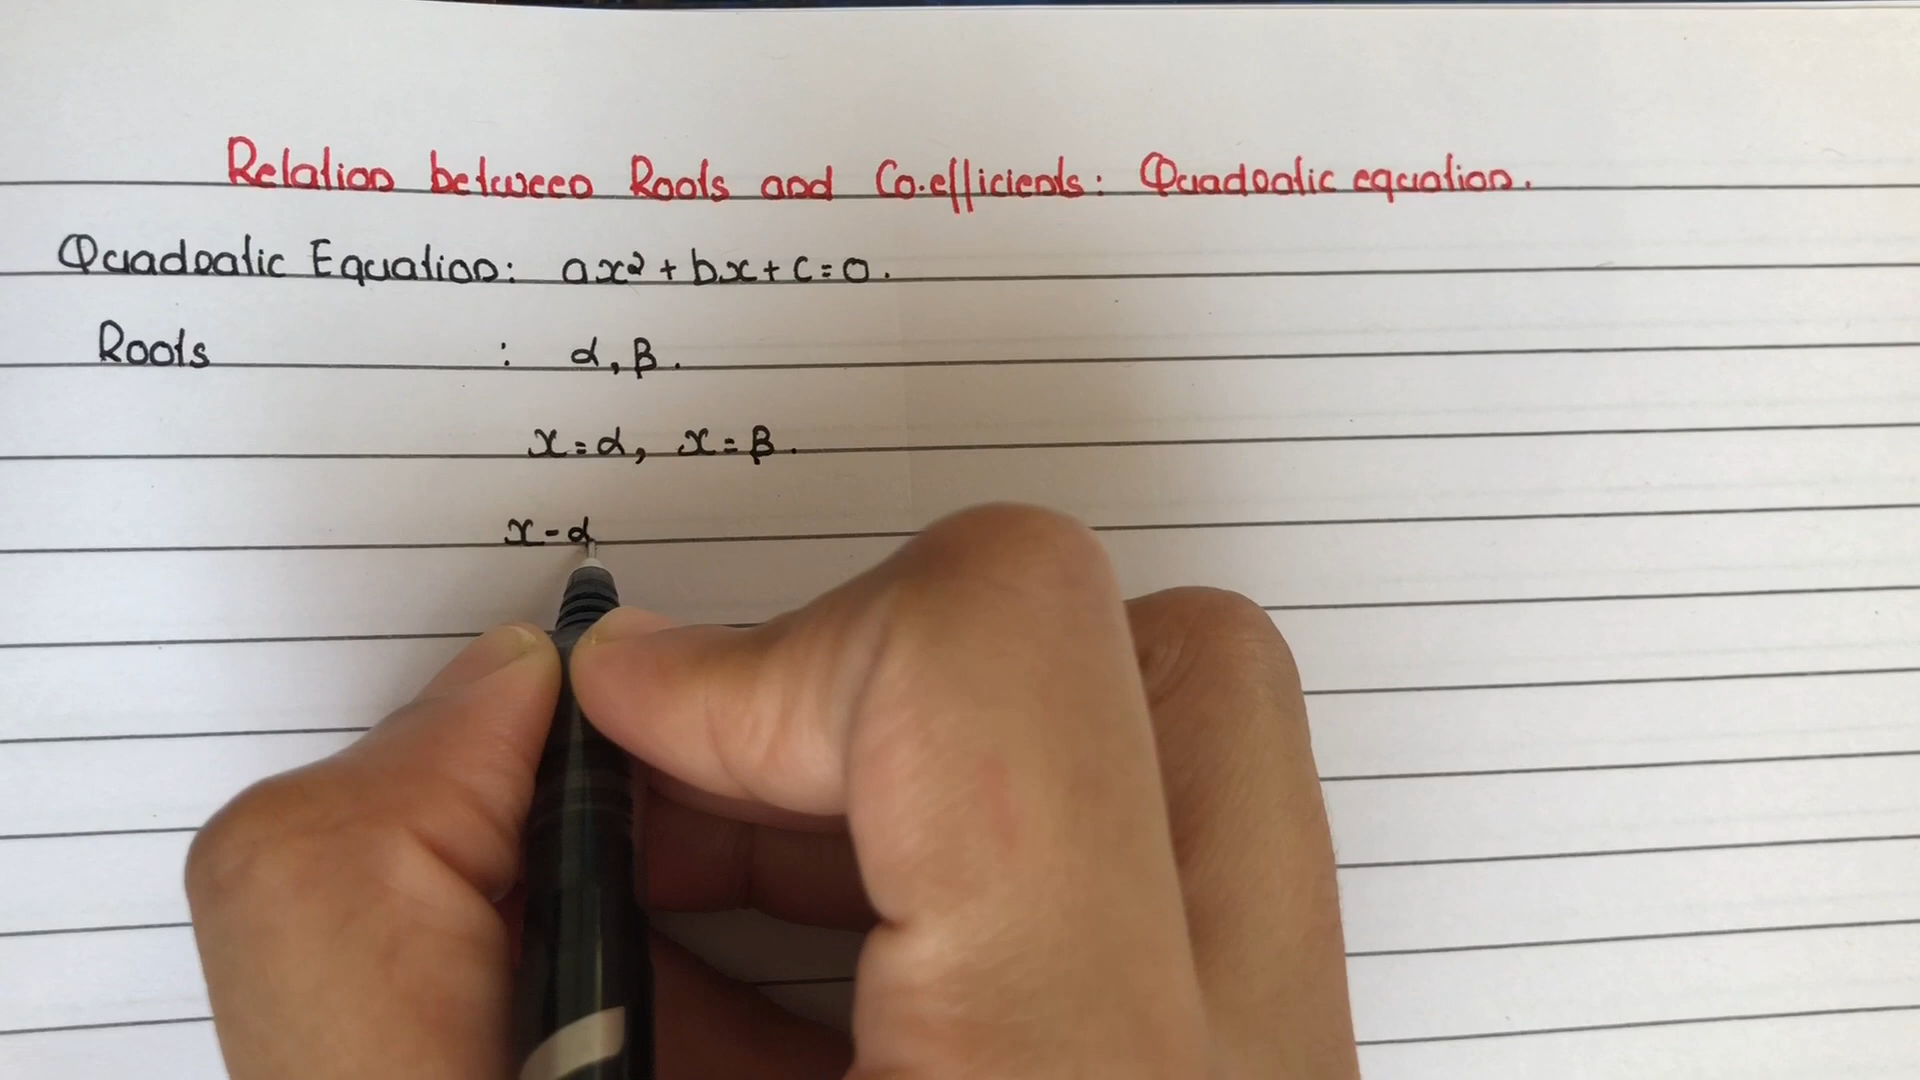 Relation between Roots and Co.efficients: Quadratic equation.
Quadratic Equation: ax² + bx + c = 0.
Roots : α, β.
x = α, x = β.
x - α